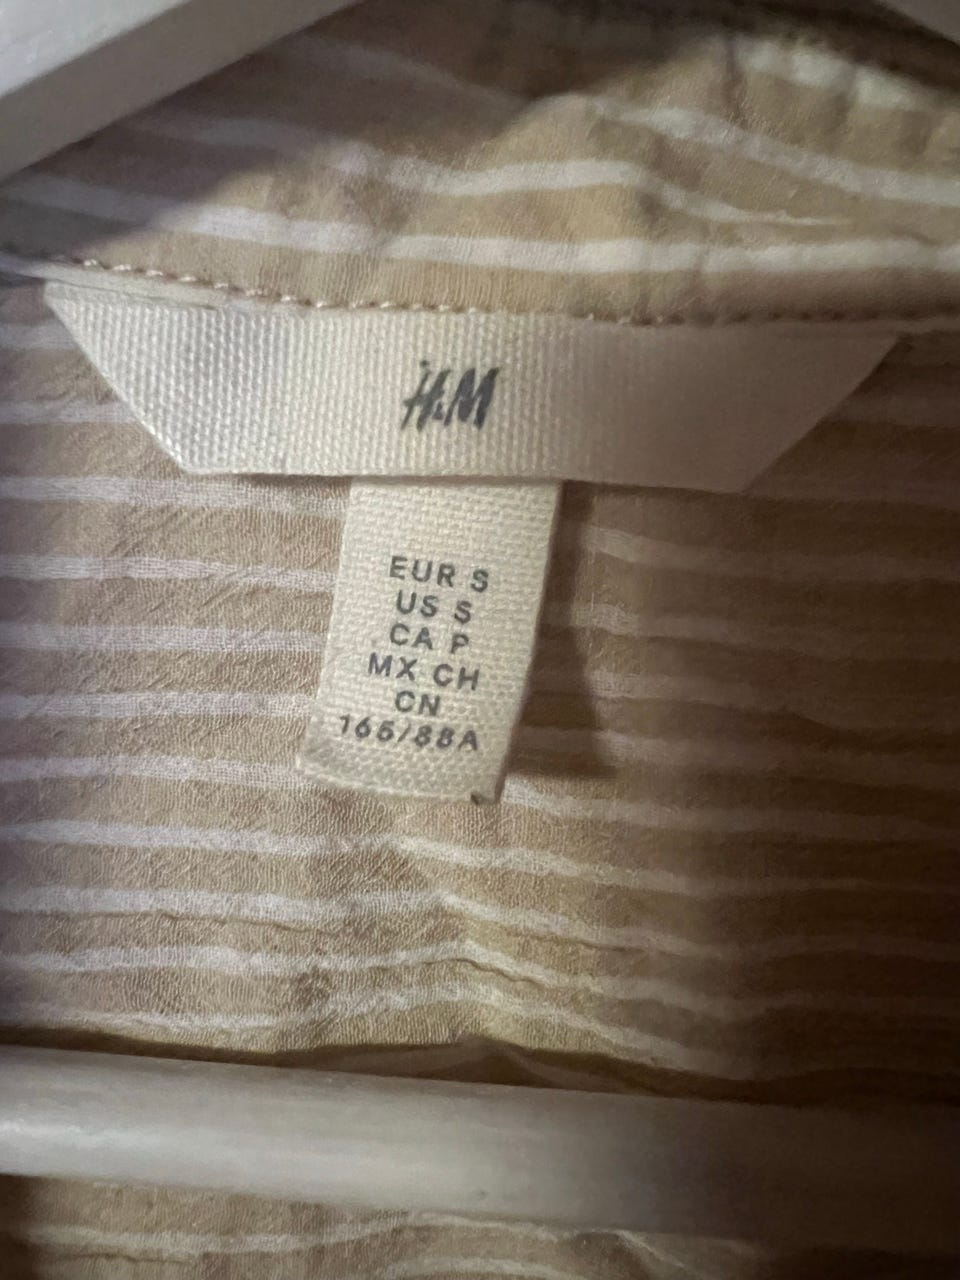 H&M
EUR S
US S
CA P
MX CH
CN
165/88A